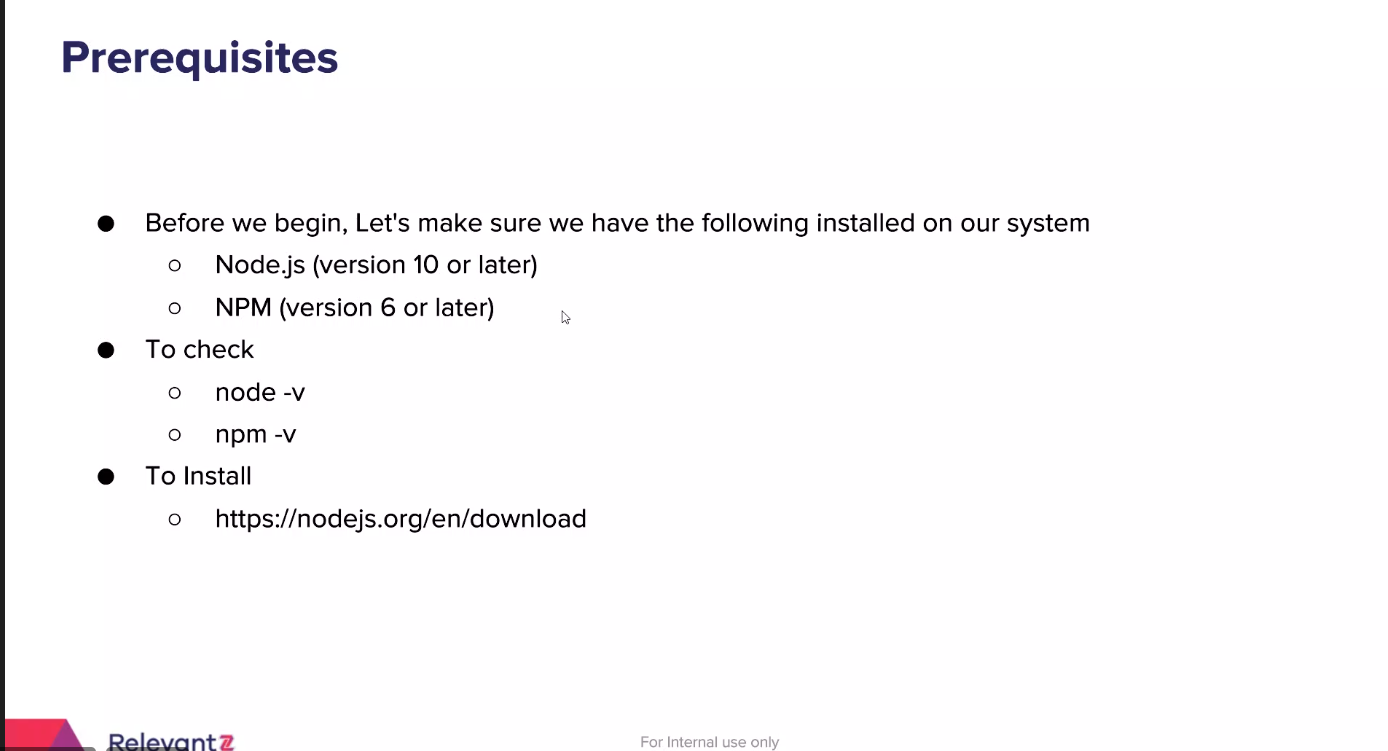 Prerequisites
● Before we begin, Let's make sure we have the following installed on our system
○ Node.js (version 10 or later)
○ NPM (version 6 or later)
● To check
○ node -v
○ npm -v
● To Install
○ https://nodejs.org/en/download
RelevantZ
For Internal use only